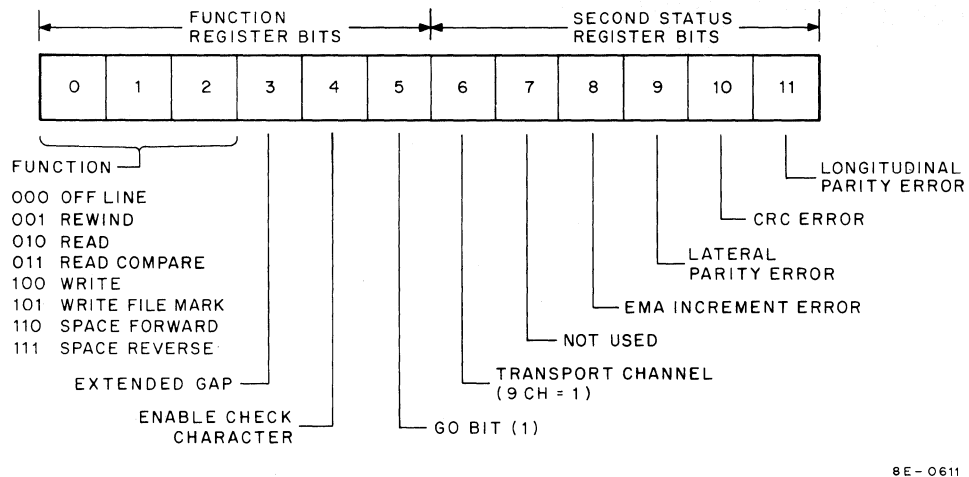 FUNCTION
REGISTER BITS
SECOND STATUS
REGISTER BITS
0 1 2 3 4 5 6 7 8 9 10 11
FUNCTION
000 OFF LINE
001 REWIND
010 READ
011 READ COMPARE
100 WRITE
101 WRITE FILE MARK
110 SPACE FORWARD
111 SPACE REVERSE
EXTENDED GAP
ENABLE CHECK
CHARACTER
GO BIT (1)
TRANSPORT CHANNEL
(9 CH = 1)
NOT USED
EMA INCREMENT ERROR
LATERAL
PARITY ERROR
CRC ERROR
LONGITUDINAL
PARITY ERROR
8E-0611